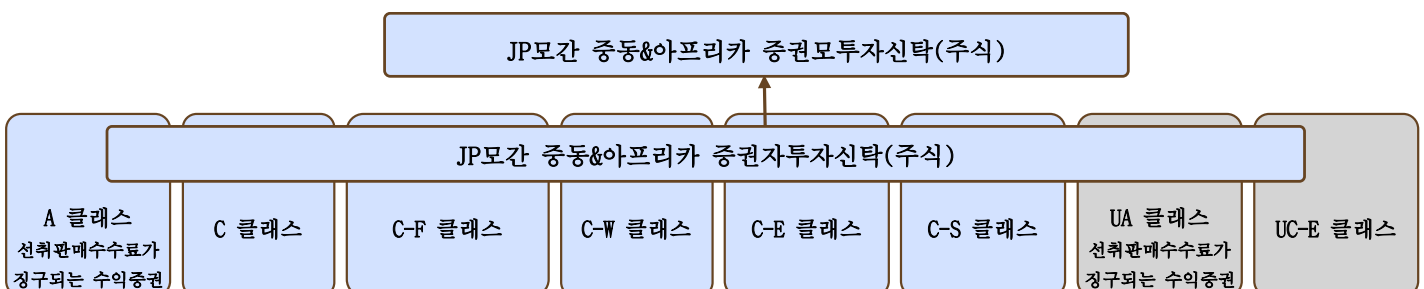 JP모간 중동&아프리카 증권모투자신탁(주식)
JP모간 중동&아프리카 증권자투자신탁(주식)
A 클래스
선취판매수수료가
징구되는 수익증권
C 클래스
C-F 클래스
C-W 클래스
C-E 클래스
C-S 클래스
UA 클래스
선취판매수수료가
징구되는 수익증권
UC-E 클래스